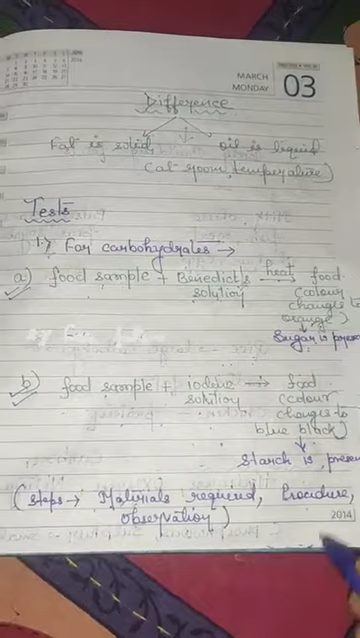 MARCH
MONDAY 03
Difference
Fat is solid oil is liquid
(at room temperature)
Tests
1.) For carbohydrates →
a) food sample + Benedict's heat → food
solution (colour
changes to
orange)
Sugar is present
b) food sample + iodine → food
solution (colour
changes to
blue black)
Starch is present
(Steps → Materials required, Procedure,
observation)
2014